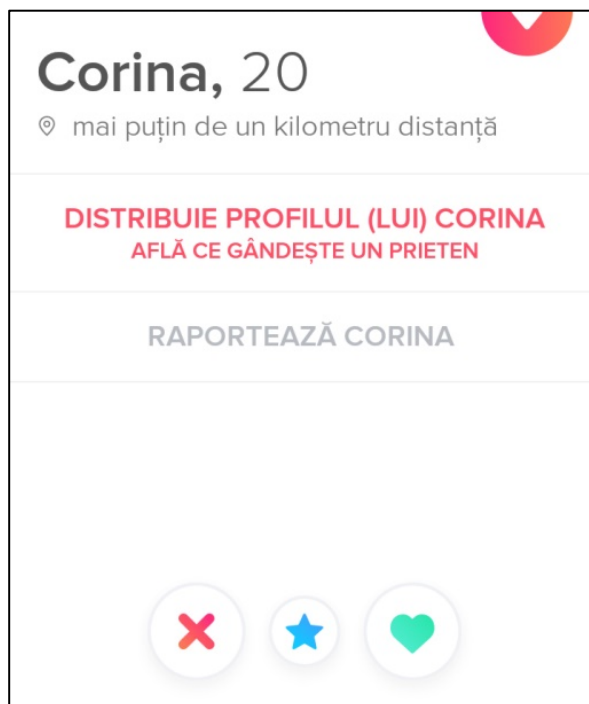 Corina, 20
mai puțin de un kilometru distanță
DISTRIBUIE PROFILUL (LUI) CORINA
AFLĂ CE GÂNDEȘTE UN PRIETEN
RAPORTEAZĂ CORINA